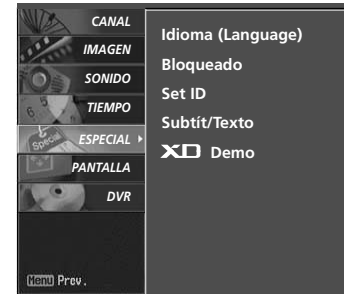 CANAL
IMAGEN
SONIDO
TIEMPO
ESPECIAL
PANTALLA
DVR
Menu Prev.
Idioma (Language)
Bloqueado
Set ID
Subtít/Texto
XD Demo